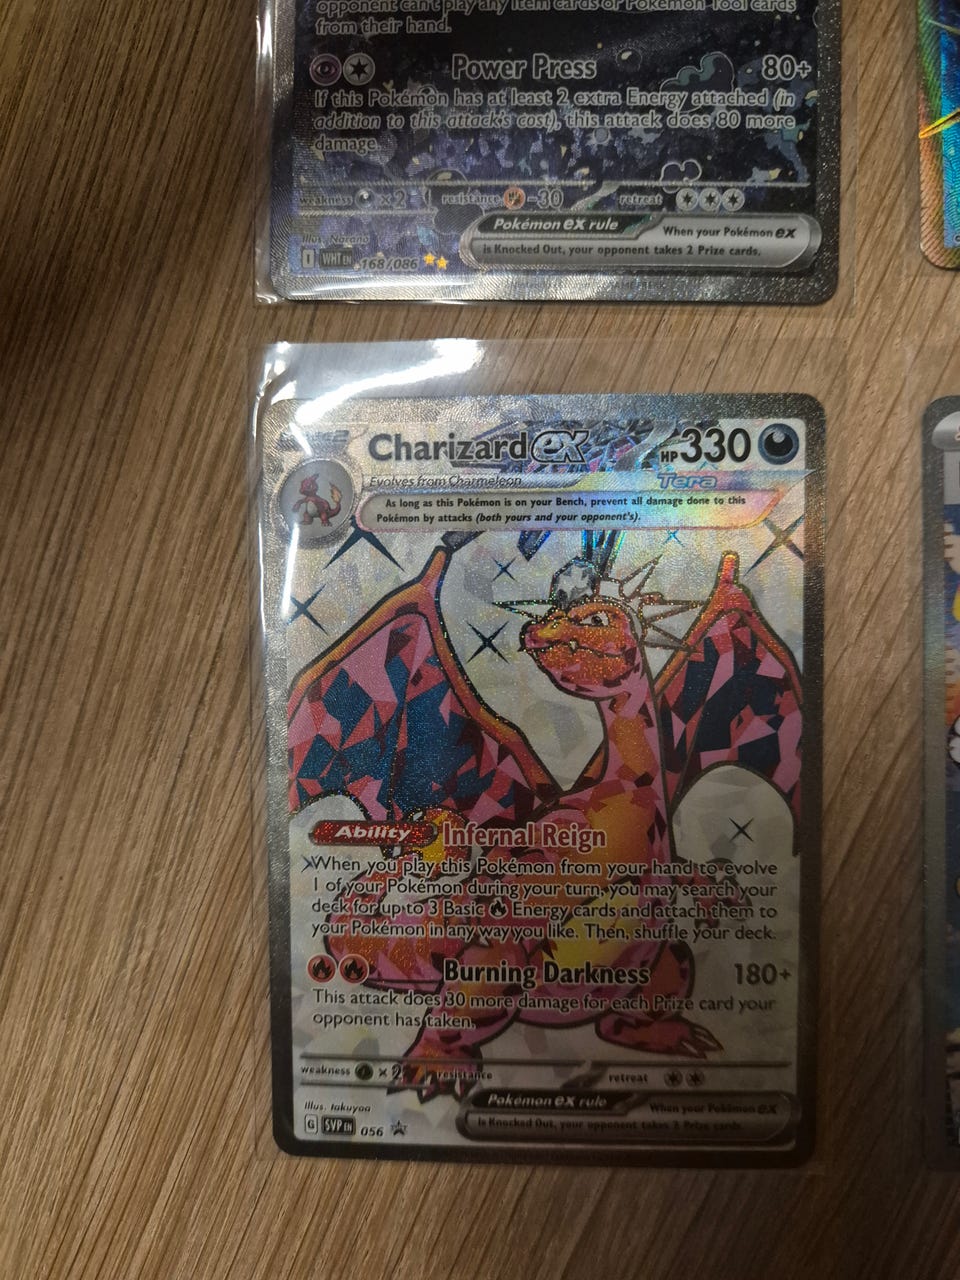 opponent can't play any Item cards or Pokémon Tool cards
from their hand.
Power Press 80+
If this Pokémon has at least 2 extra Energy attached (in
addition to this attack's cost), this attack does 80 more
damage.
weakness ×2 resistance -30 retreat
Pokémon ex rule When your Pokémon ex
is Knocked Out, your opponent takes 2 Prize cards.
Illus. Narano
I WHT EN 168/086
Charizard ex HP 330
Evolves from Charmeleon Tera
As long as this Pokémon is on your Bench, prevent all damage done to this
Pokémon by attacks (both yours and your opponent's).
Ability Infernal Reign
When you play this Pokémon from your hand to evolve
1 of your Pokémon during your turn, you may search your
deck for up to 3 Basic Energy cards and attach them to
your Pokémon in any way you like. Then, shuffle your deck.
Burning Darkness 180+
This attack does 30 more damage for each Prize card your
opponent has taken.
weakness ×2 resistance retreat
Pokémon ex rule When your Pokémon ex
is Knocked Out, your opponent takes 2 Prize cards.
Illus. takuyoa
G SVP EN 056